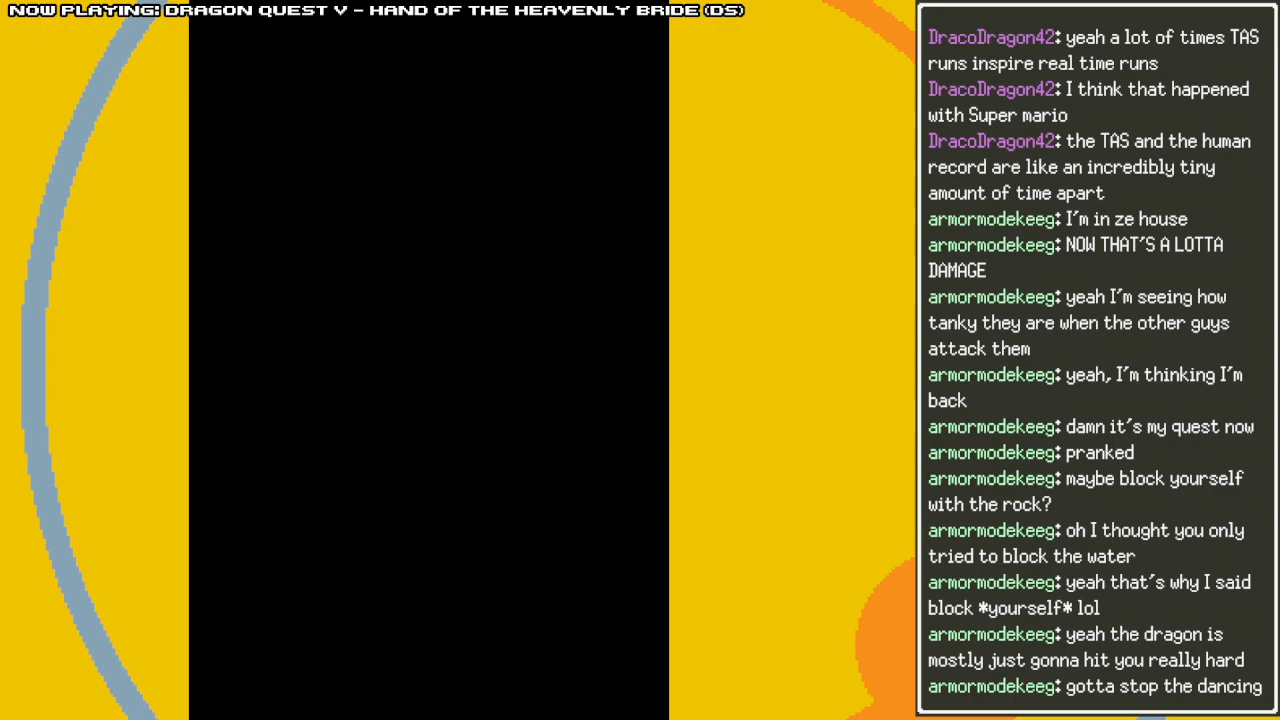 NOW PLAYING: DRAGON QUEST V - HAND OF THE HEAVENLY BRIDE (DS)
DracoDragon42: yeah a lot of times TAS
runs inspire real time runs
DracoDragon42: I think that happened
with Super mario
DracoDragon42: the TAS and the human
record are like an incredibly tiny
amount of time apart
armormodekeeg: I'm in ze house
armormodekeeg: NOW THAT'S A LOTTA
DAMAGE
armormodekeeg: yeah I'm seeing how
tanky they are when the other guys
attack them
armormodekeeg: yeah, I'm thinking I'm
back
armormodekeeg: damn it's my quest now
armormodekeeg: pranked
armormodekeeg: maybe block yourself
with the rock?
armormodekeeg: oh I thought you only
tried to block the water
armormodekeeg: yeah that's why I said
block *yourself* lol
armormodekeeg: yeah the dragon is
mostly just gonna hit you really hard
armormodekeeg: gotta stop the dancing